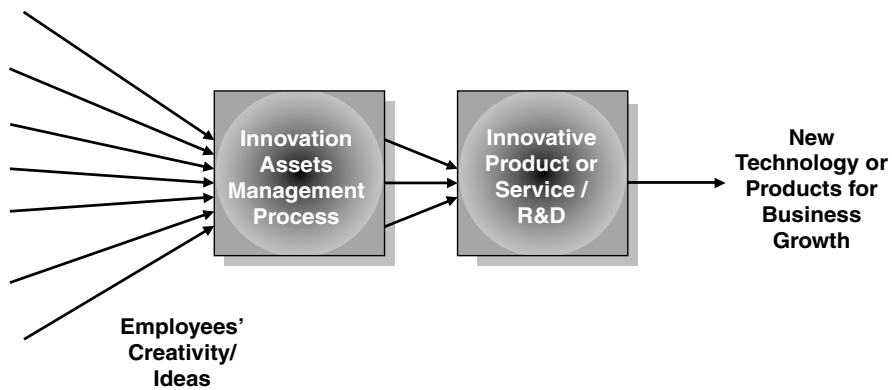 Innovation
Assets
Management
Process
Innovative
Product or
Service /
R&D
New
Technology or
Products for
Business
Growth
Employees’
Creativity/
Ideas